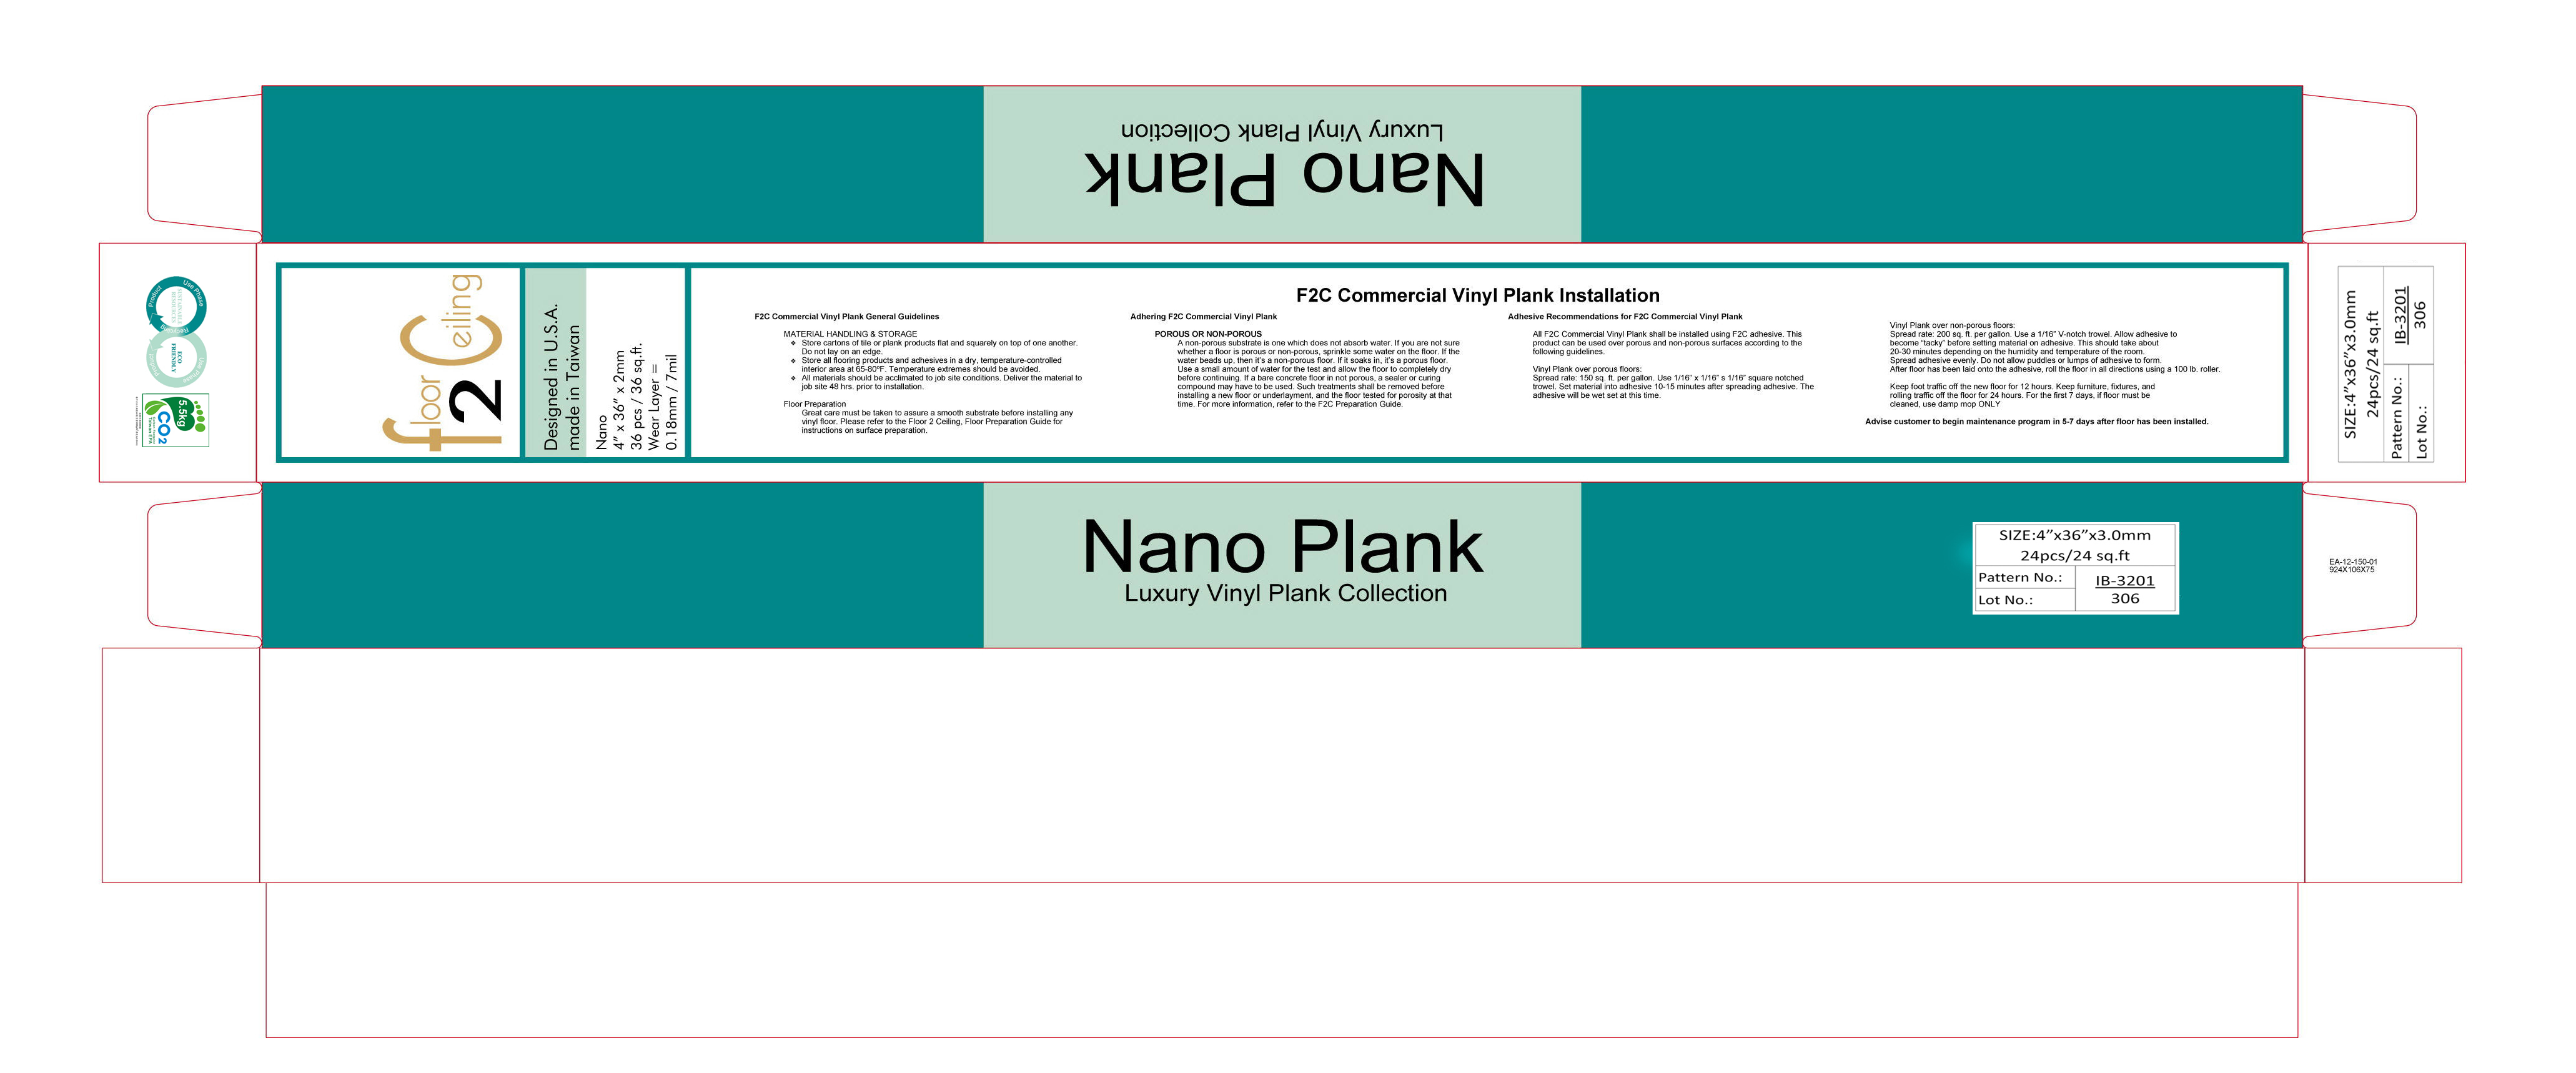 Nano Plank
Luxury Vinyl Plank Collection
Product
Use Phase
Recycling
ECO
FRIENDLY
5.5kg
CO2
Taiwan EPA
floor
2
Ceiling
Designed in U.S.A.
made in Taiwan
Nano
4” x 36” x 2mm
36 pcs / 36 sq.ft.
Wear Layer =
0.18mm / 7mil
F2C Commercial Vinyl Plank Installation
F2C Commercial Vinyl Plank General Guidelines
MATERIAL HANDLING & STORAGE
❖ Store cartons of tile or plank products flat and squarely on top of one another.
Do not lay on an edge.
❖ Store all flooring products and adhesives in a dry, temperature-controlled
interior area at 65-80ºF. Temperature extremes should be avoided.
❖ All materials should be acclimated to job site conditions. Deliver the material to
job site 48 hrs. prior to installation.
Floor Preparation
Great care must be taken to assure a smooth substrate before installing any
vinyl floor. Please refer to the Floor 2 Ceiling, Floor Preparation Guide for
instructions on surface preparation.
Adhering F2C Commercial Vinyl Plank
POROUS OR NON-POROUS
A non-porous substrate is one which does not absorb water. If you are not sure
whether a floor is porous or non-porous, sprinkle some water on the floor. If the
water beads up, then it’s a non-porous floor. If it soaks in, it’s a porous floor.
Use a small amount of water for the test and allow the floor to completely dry
before continuing. If a bare concrete floor in not porous, a sealer or curing
compound may have to be used. Such treatments shall be removed before
installing a new floor or underlayment, and the floor tested for porosity at that
time. For more information, refer to the F2C Preparation Guide.
Adhesive Recommendations for F2C Commercial Vinyl Plank
All F2C Commercial Vinyl Plank shall be installed using F2C adhesive. This
product can be used over porous and non-porous surfaces according to the
following guidelines.
Vinyl Plank over porous floors:
Spread rate: 150 sq. ft. per gallon. Use 1/16” x 1/16” s 1/16” square notched
trowel. Set material into adhesive 10-15 minutes after spreading adhesive. The
adhesive will be wet set at this time.
Vinyl Plank over non-porous floors:
Spread rate: 200 sq. ft. per gallon. Use a 1/16” V-notch trowel. Allow adhesive to
become “tacky” before setting material on adhesive. This should take about
20-30 minutes depending on the humidity and temperature of the room.
Spread adhesive evenly. Do not allow puddles or lumps of adhesive to form.
After floor has been laid onto the adhesive, roll the floor in all directions using a 100 lb. roller.
Keep foot traffic off the new floor for 12 hours. Keep furniture, fixtures, and
rolling traffic off the floor for 24 hours. For the first 7 days, if floor must be
cleaned, use damp mop ONLY
Advise customer to begin maintenance program in 5-7 days after floor has been installed.
SIZE:4”x36”x3.0mm
24pcs/24 sq.ft
Pattern No.: IB-3201
Lot No.: 306
Nano Plank
Luxury Vinyl Plank Collection
SIZE:4”x36”x3.0mm
24pcs/24 sq.ft
Pattern No.: IB-3201
Lot No.: 306
EA-12-150-01
924X106X75